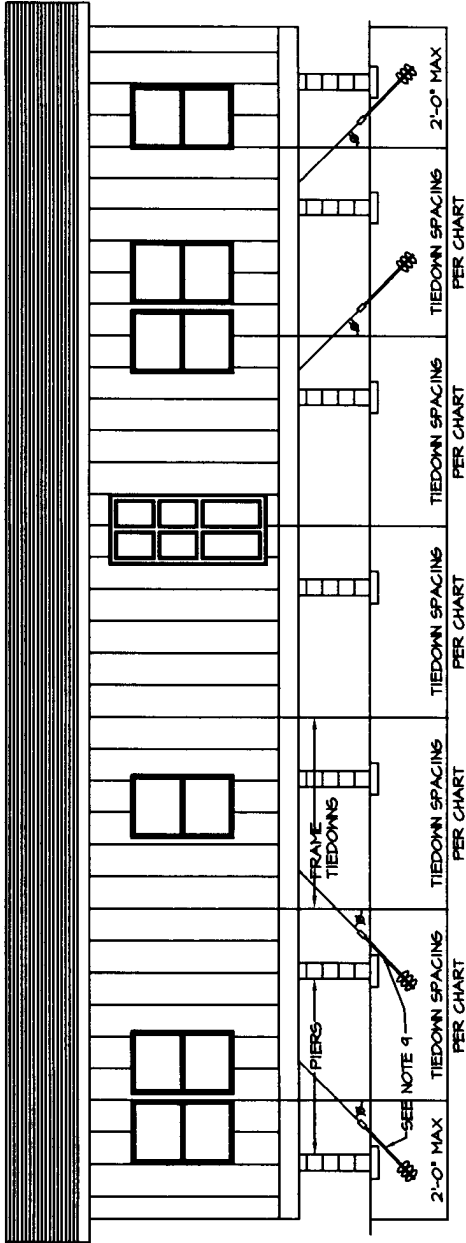 FRAME
TIEDOWNS
PIERS
SEE NOTE 9
2'-0" MAX
TIEDOWN SPACING
PER CHART
TIEDOWN SPACING
PER CHART
TIEDOWN SPACING
PER CHART
TIEDOWN SPACING
PER CHART
TIEDOWN SPACING
PER CHART
2'-0" MAX